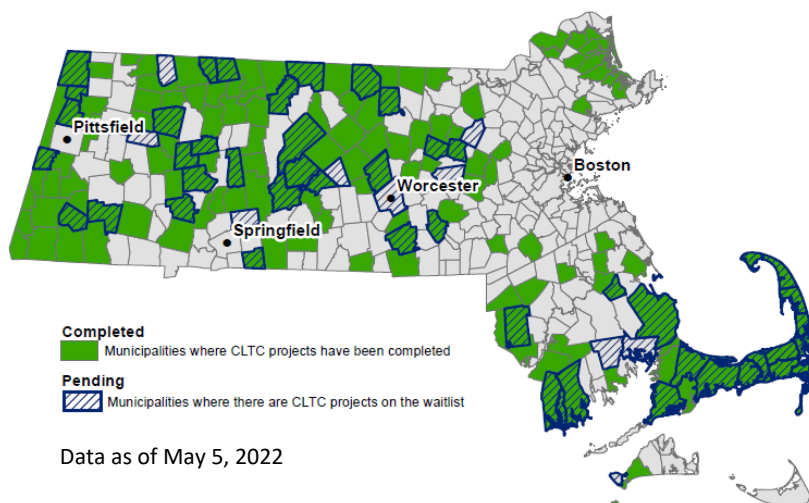 Pittsfield
Boston
Worcester
Springfield
Completed
Municipalities where CLTC projects have been completed
Pending
Municipalities where there are CLTC projects on the waitlist
Data as of May 5, 2022